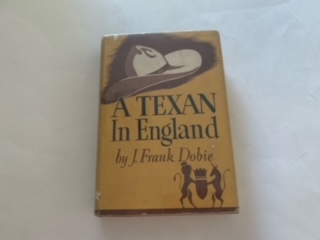 A TEXAN
In England
by J. Frank Dobie